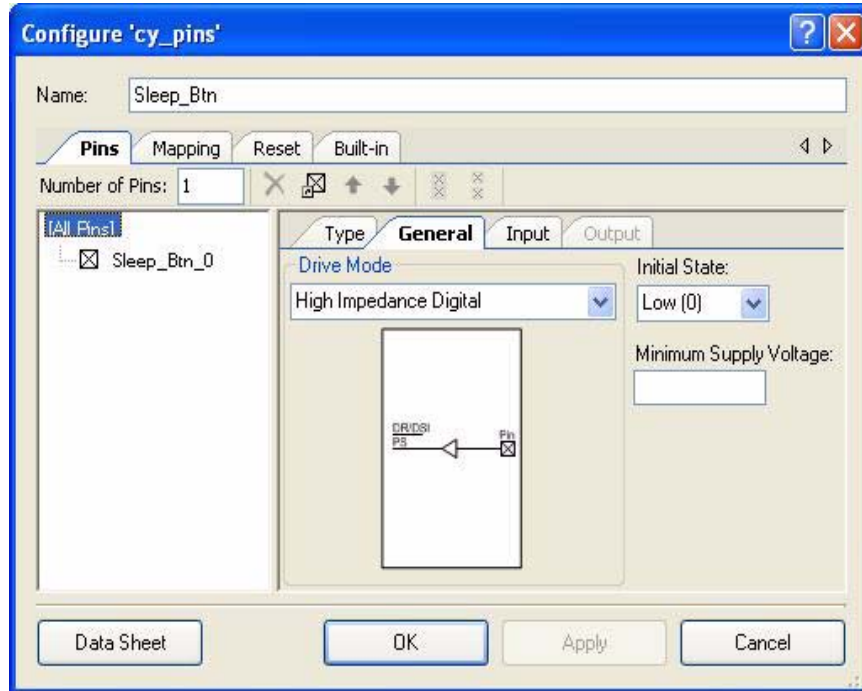 Configure 'cy_pins'
Name: Sleep_Btn
Pins Mapping Reset Built-in
Number of Pins: 1
[All Pins]
Sleep_Btn_0
Type General Input Output
Drive Mode
High Impedance Digital
Initial State:
Low (0)
Minimum Supply Voltage:
DR/DSI
PS
Pin
Data Sheet OK Apply Cancel